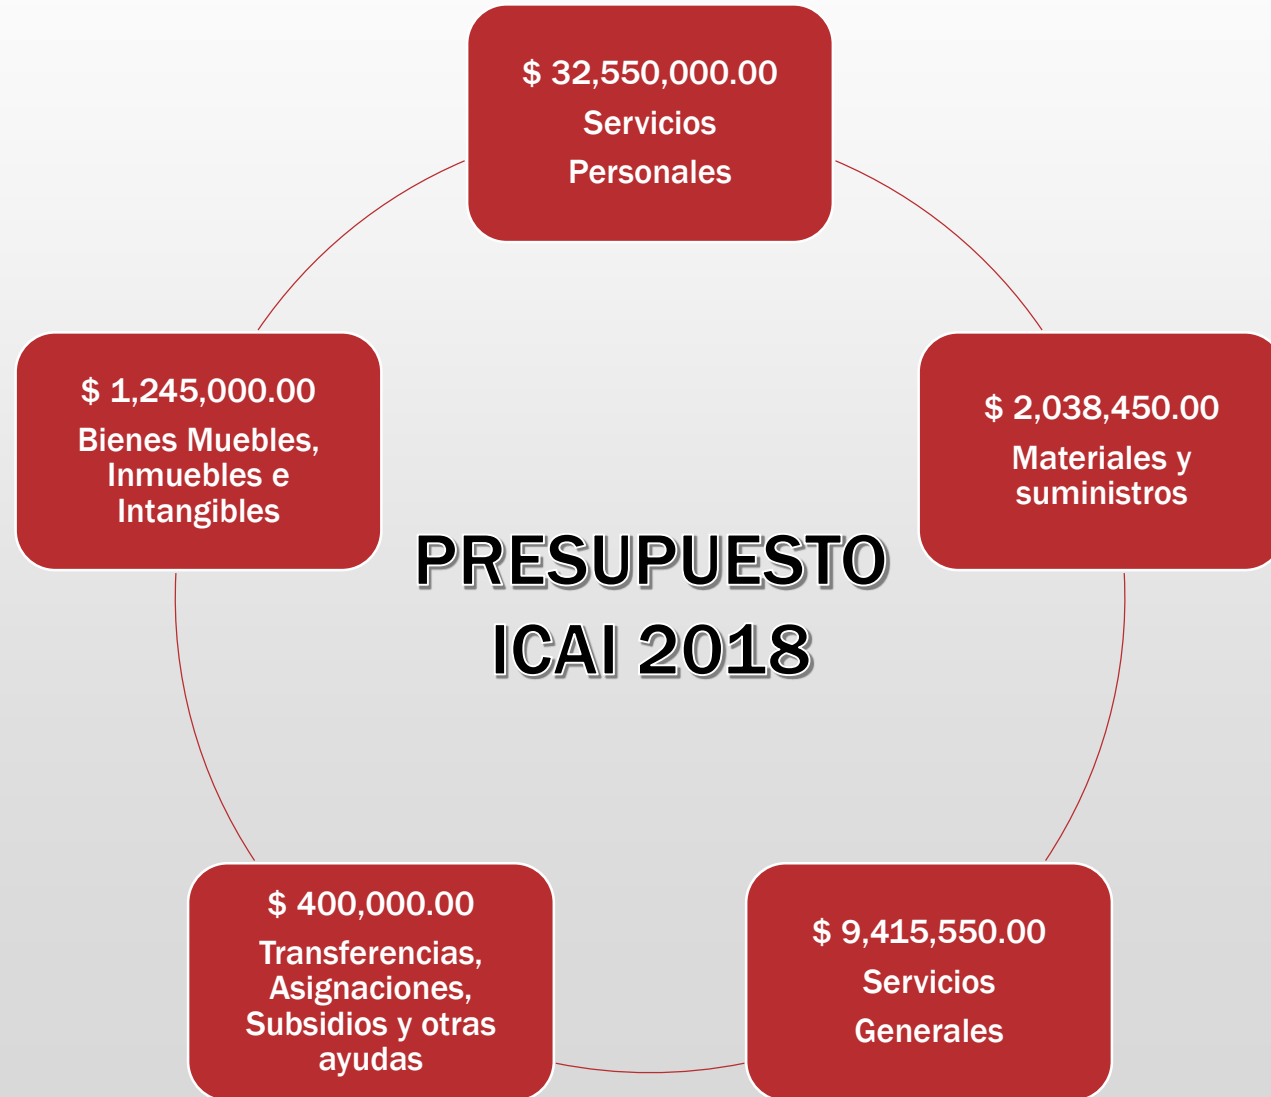 $ 32,550,000.00
Servicios
Personales
$ 2,038,450.00
Materiales y
suministros
$ 9,415,550.00
Servicios
Generales
$ 400,000.00
Transferencias,
Asignaciones,
Subsidios y otras
ayudas
$ 1,245,000.00
Bienes Muebles,
Inmuebles e
Intangibles
PRESUPUESTO
ICAI 2018